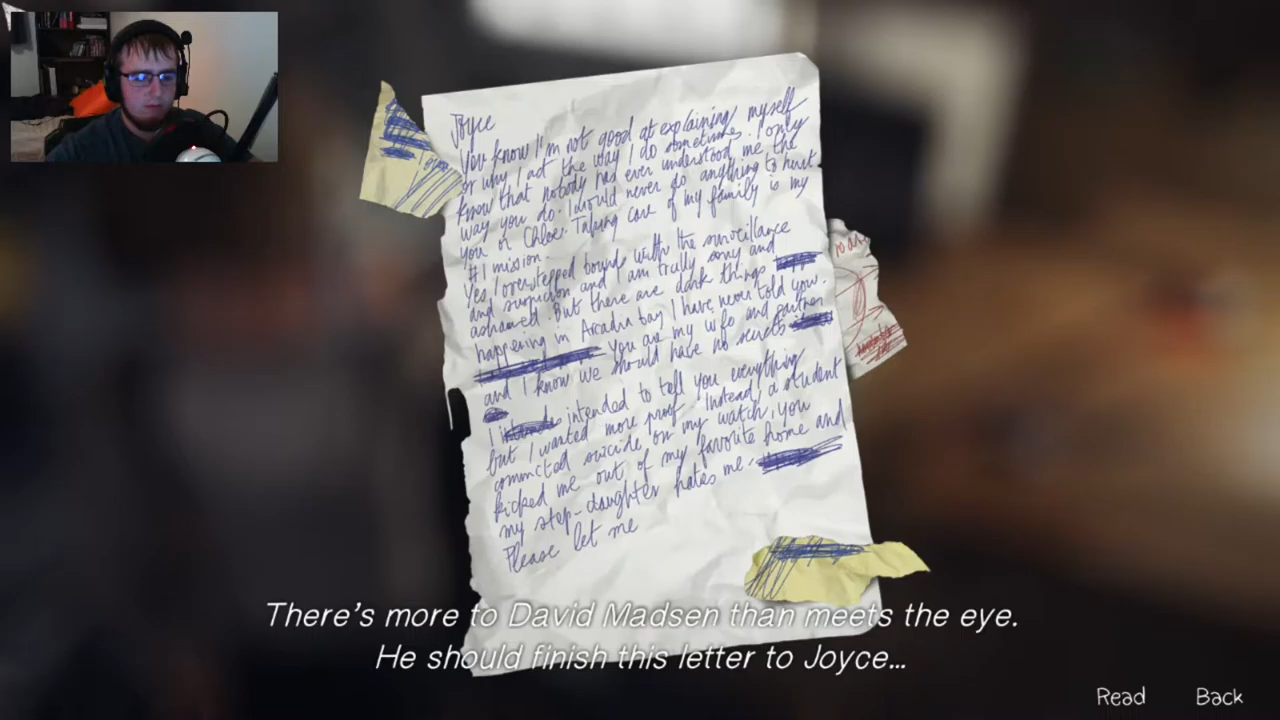 Joyce
You know I'm not good at explaining myself
or why I act the way I do sometimes. I only
know that nobody has ever understood me the
way you do. I would never do anything to hurt
you or Chloe. Taking care of my family is my
#1 mission.
Yes I overstepped bounds with the surveillance
and suspicion and I am trully sorry and
ashamed. But there are dark things
happening in Arcadia bay I have never told you.
You are my wife and partner
and I know we should have no secrets
I intended to tell you everything
but I wanted more proof. Instead, a student
commited suicide on my watch, you
kicked me out of my favorite home and
my step-daughter hates me.
Please let me
There's more to David Madsen than meets the eye.
He should finish this letter to Joyce...
Read Back